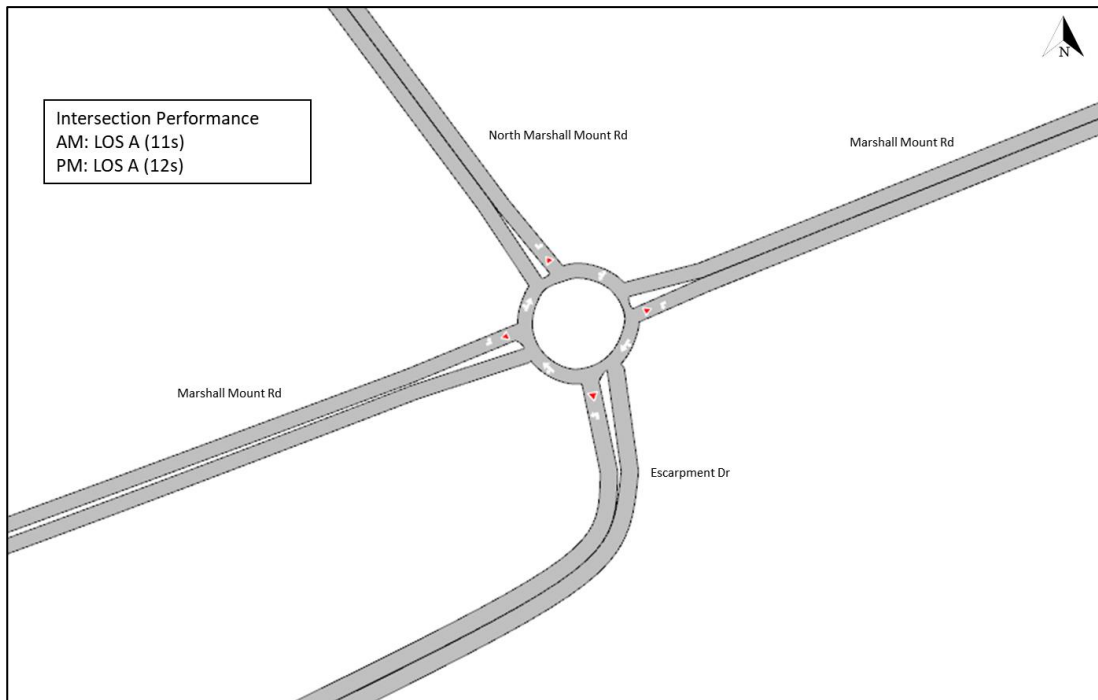 N
Intersection Performance
AM: LOS A (11s)
PM: LOS A (12s)
North Marshall Mount Rd
Marshall Mount Rd
Marshall Mount Rd
Escarpment Dr